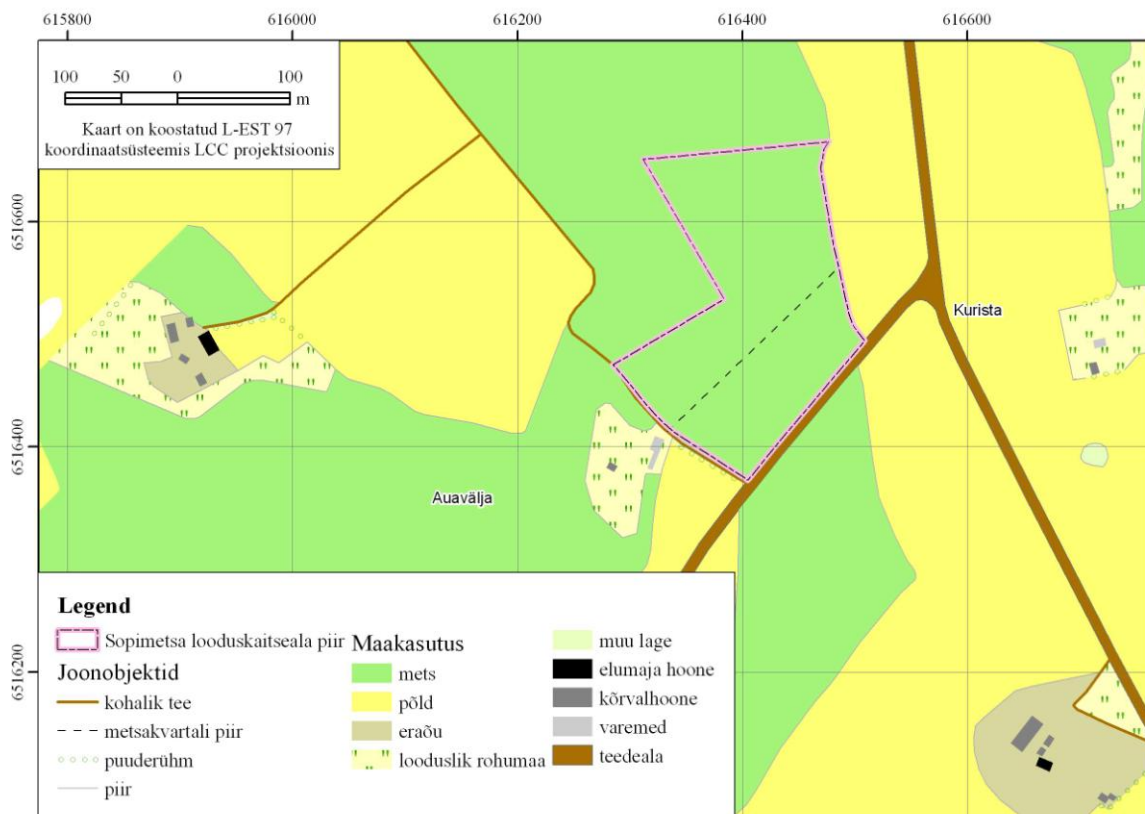 615800 616000 616200 616400 616600
100 50 0 100
m
Kaart on koostatud L-EST 97
koordinaatsüsteemis LCC projektsioonis
6516600
6516400
6516200
Kurista
Auavälja
Legend
Sopimetsa looduskaitseala piir
Joonobjektid
kohalik tee
metsakvartali piir
puuderühm
piir
Maakasutus
mets
põld
eraõu
looduslik rohumaa
muu lage
elumaja hoone
kõrvalhoone
varemed
teedeala